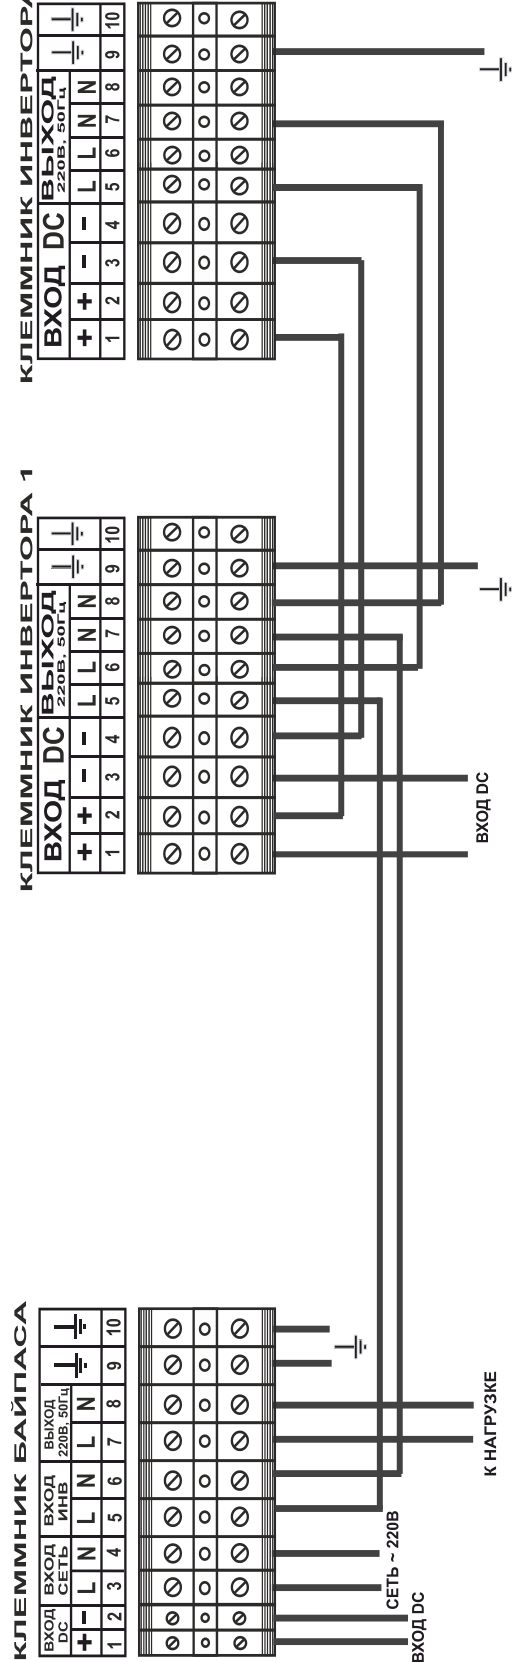 КЛЕММНИК БАЙПАСА
ВХОД DC
ВХОД СЕТЬ
ВХОД ИНВ
ВЫХОД 220В, 50Гц
+ - L N L N L N
1 2 3 4 5 6 7 8 9 10
ВХОД DC
СЕТЬ ~ 220В
К НАГРУЗКЕ
КЛЕММНИК ИНВЕРТОРА 1
ВХОД DC
ВЫХОД
220В, 50Гц
+ + - - L L N N
1 2 3 4 5 6 7 8 9 10
ВХОД DC
КЛЕММНИК ИНВЕРТОРА
ВХОД DC
ВЫХОД
220В, 50Гц
+ + - - L L N N
1 2 3 4 5 6 7 8 9 10